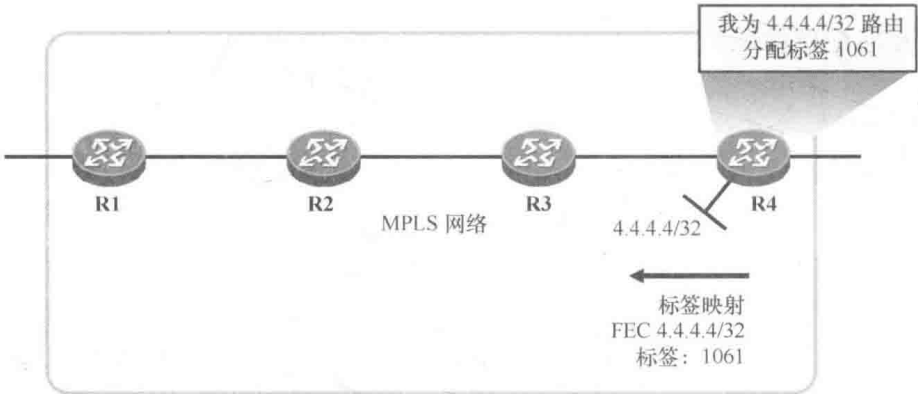 我为 4.4.4.4/32 路由
分配标签 1061
R1
R2
R3
R4
MPLS 网络
4.4.4.4/32
标签映射
FEC 4.4.4.4/32
标签：1061